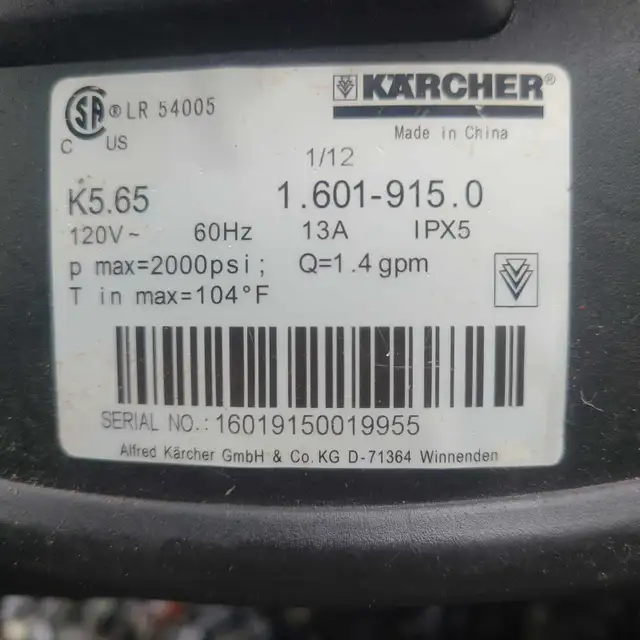 KÄRCHER®
SA ® LR 54005
C US
Made in China
1/12
K5.65 1.601-915.0
120V~ 60Hz 13A IPX5
p max=2000psi; Q=1.4 gpm
T in max=104°F
SERIAL NO.: 16019150019955
Alfred Kärcher GmbH & Co. KG D-71364 Winnenden